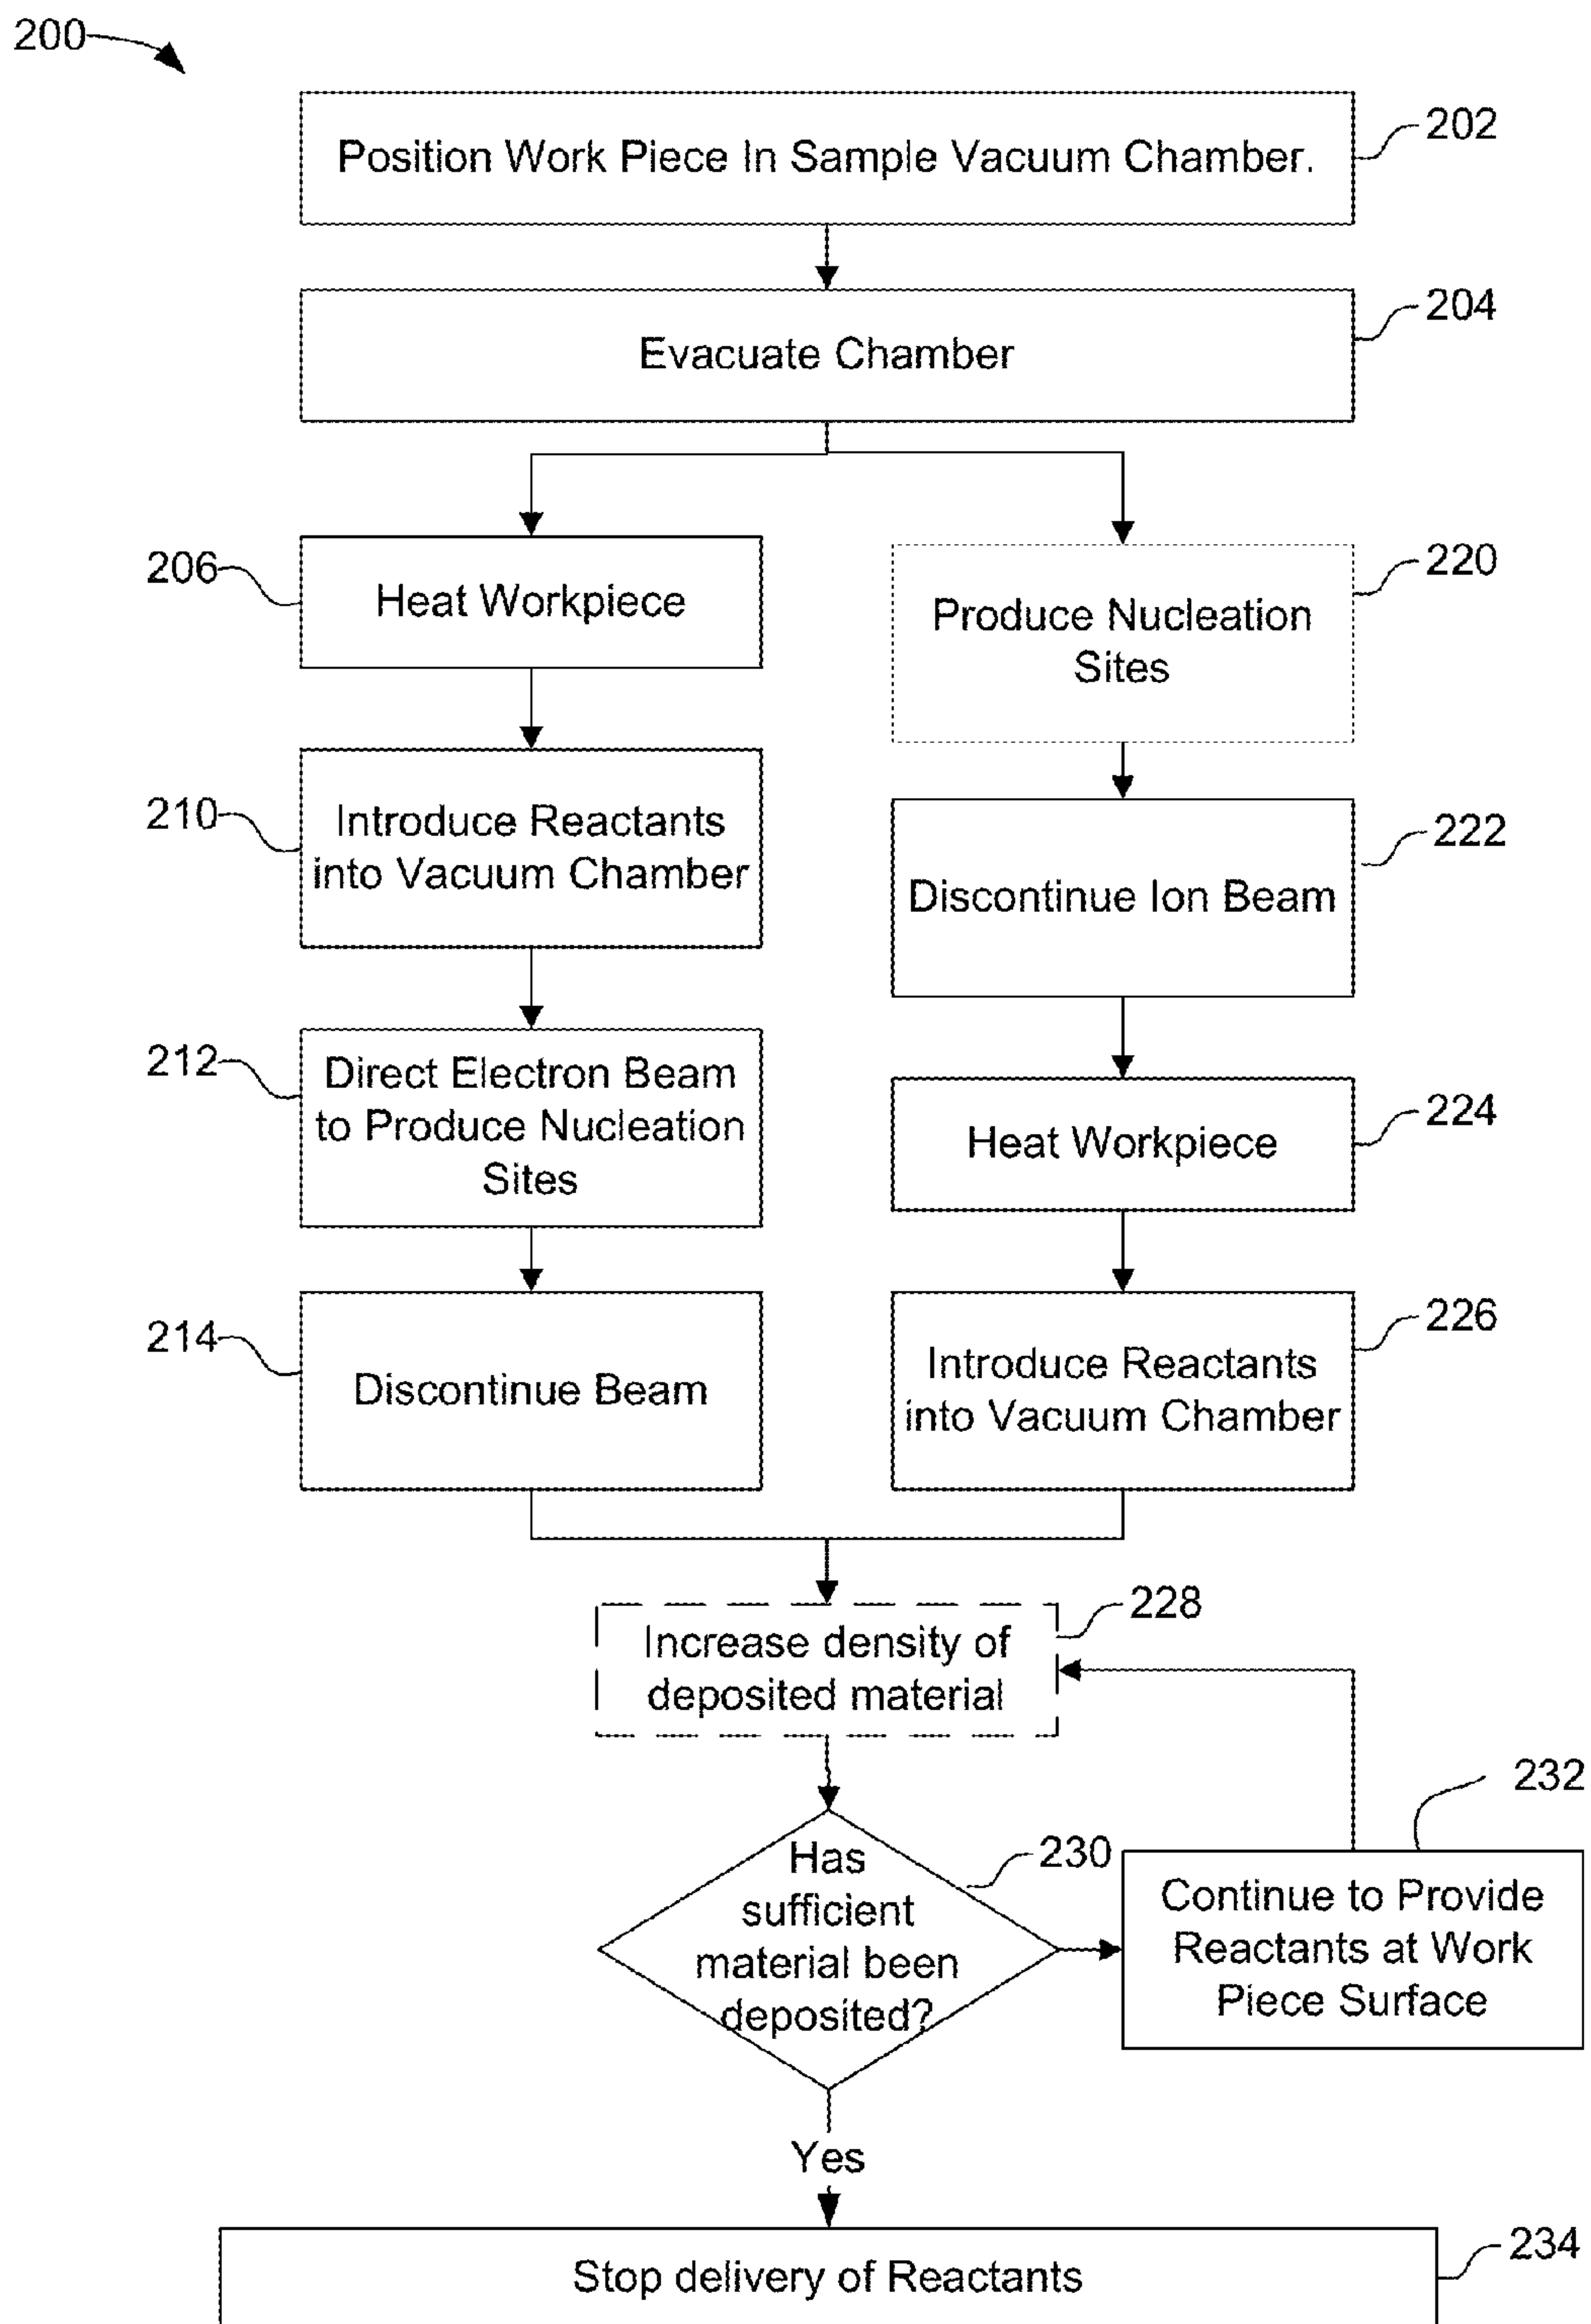 200
Position Work Piece In Sample Vacuum Chamber.
202
Evacuate Chamber
204
206
Heat Workpiece
210
Introduce Reactants
into Vacuum Chamber
212
Direct Electron Beam
to Produce Nucleation
Sites
214
Discontinue Beam
220
Produce Nucleation
Sites
222
Discontinue Ion Beam
224
Heat Workpiece
226
Introduce Reactants
into Vacuum Chamber
228
Increase density of
deposited material
230
Has
sufficient
material been
deposited?
232
Continue to Provide
Reactants at Work
Piece Surface
Yes
Stop delivery of Reactants
234